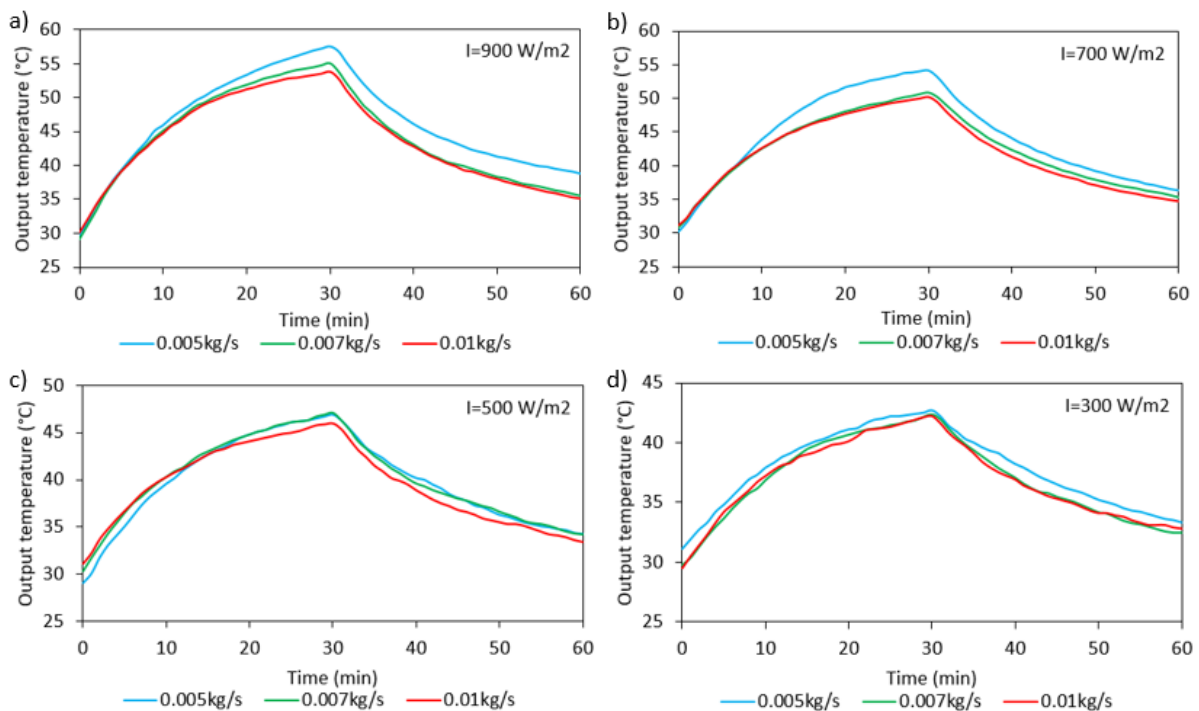 a)
I=900 W/m2
Output temperature (°C)
60
55
50
45
40
35
30
25
0 10 20 30 40 50 60
Time (min)
0.005kg/s 0.007kg/s 0.01kg/s
b)
I=700 W/m2
Output temperature (°C)
60
55
50
45
40
35
30
25
0 10 20 30 40 50 60
Time (min)
0.005kg/s 0.007kg/s 0.01kg/s
c)
I=500 W/m2
Output temperature (°C)
50
45
40
35
30
25
0 10 20 30 40 50 60
Time (min)
0.005kg/s 0.007kg/s 0.01kg/s
d)
I=300 W/m2
Output temperature (°C)
45
40
35
30
25
0 10 20 30 40 50 60
Time (min)
0.005kg/s 0.007kg/s 0.01kg/s